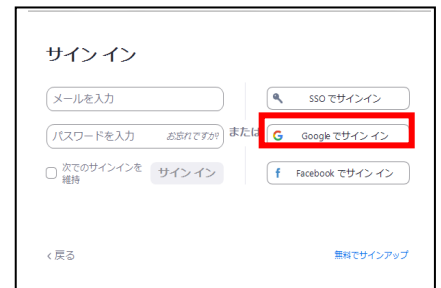 サイン イン
メールを入力
パスワードを入力 お忘れですか?
次でのサインインを
維持
サイン イン
または
SSO でサインイン
Google でサイン イン
Facebook でサイン イン
戻る
無料でサインアップ